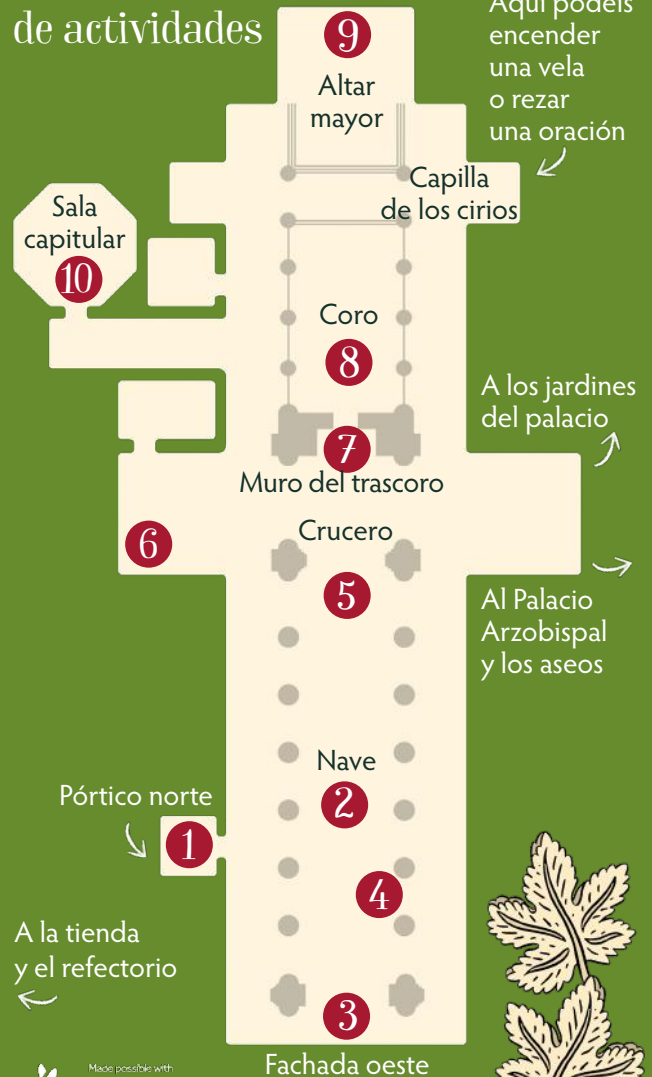 de actividades
Aquí podéis
encender
una vela
o rezar
una oración
9
Altar
mayor
Capilla
de los cirios
Sala
capitular
10
Coro
8
A los jardines
del palacio
7
Muro del trascoro
Crucero
6
5
Al Palacio
Arzobispal
y los aseos
Nave
2
Pórtico norte
1
4
A la tienda
y el refectorio
3
Fachada oeste
Made possible with